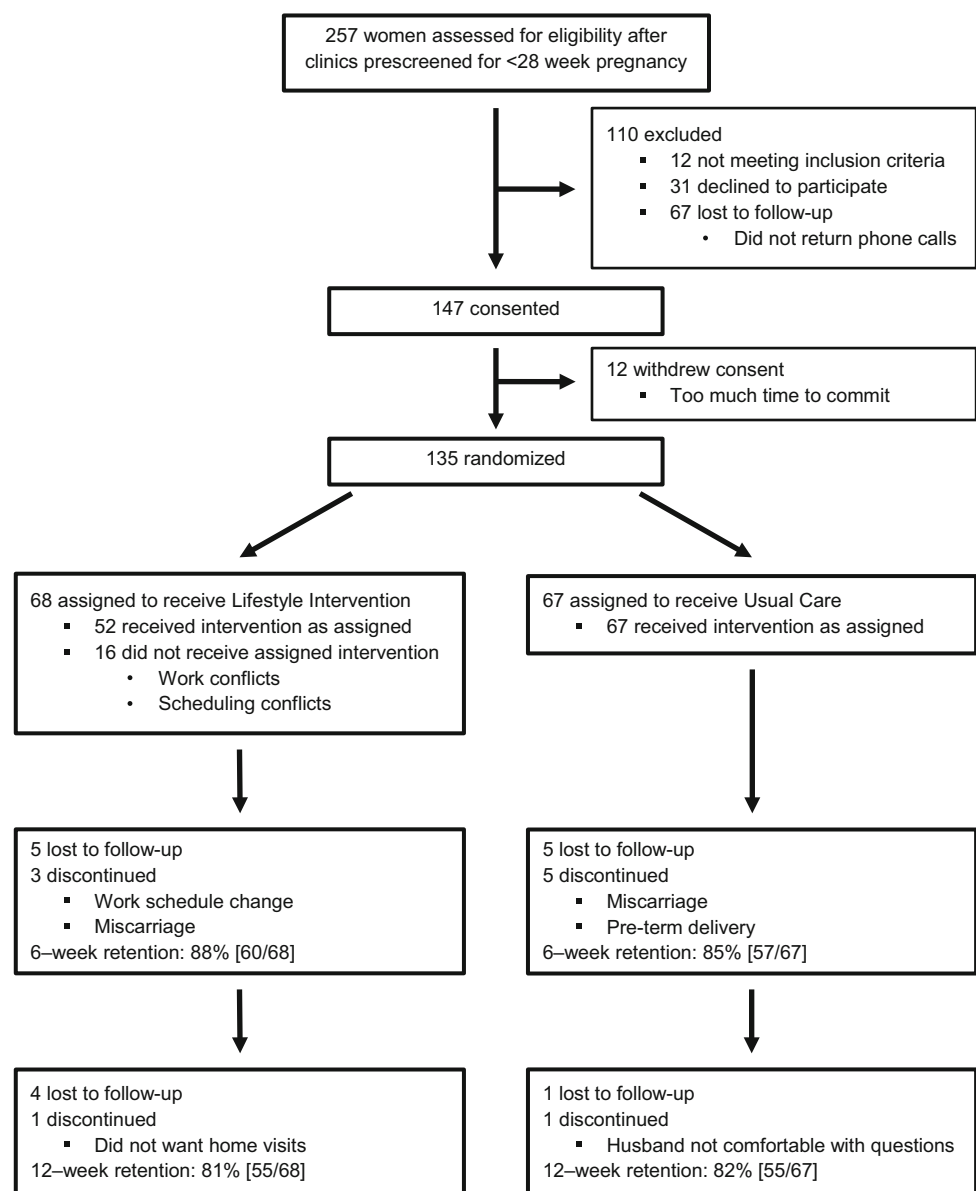 257 women assessed for eligibility after
clinics prescreened for <28 week pregnancy
110 excluded
▪ 12 not meeting inclusion criteria
▪ 31 declined to participate
▪ 67 lost to follow-up
• Did not return phone calls
147 consented
12 withdrew consent
▪ Too much time to commit
135 randomized
68 assigned to receive Lifestyle Intervention
▪ 52 received intervention as assigned
▪ 16 did not receive assigned intervention
• Work conflicts
• Scheduling conflicts
67 assigned to receive Usual Care
▪ 67 received intervention as assigned
5 lost to follow-up
3 discontinued
▪ Work schedule change
▪ Miscarriage
6–week retention: 88% [60/68]
5 lost to follow-up
5 discontinued
▪ Miscarriage
▪ Pre-term delivery
6–week retention: 85% [57/67]
4 lost to follow-up
1 discontinued
▪ Did not want home visits
12–week retention: 81% [55/68]
1 lost to follow-up
1 discontinued
▪ Husband not comfortable with questions
12–week retention: 82% [55/67]